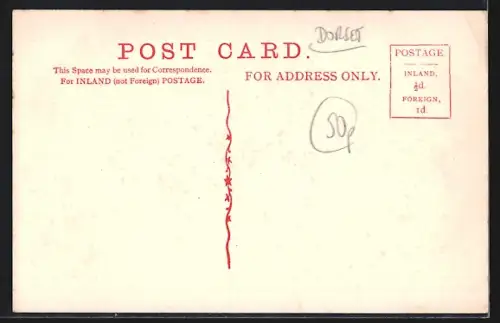 DORSET
POST CARD.
This Space may be used for Correspondence.
For INLAND (not Foreign) POSTAGE.
FOR ADDRESS ONLY.
POSTAGE
INLAND,
½d.
FOREIGN,
1d.
50p